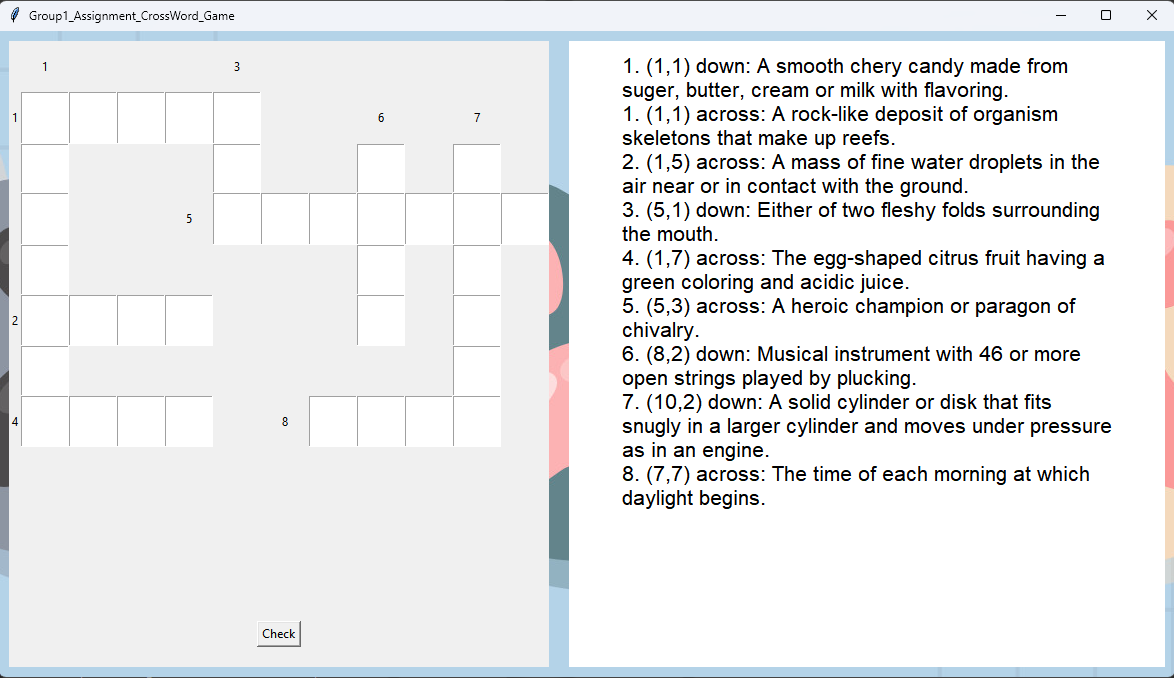 Group1_Assignment_CrossWord_Game
1 3
1 6 7
5
2
4 8
Check
1. (1,1) down: A smooth chery candy made from
suger, butter, cream or milk with flavoring.
1. (1,1) across: A rock-like deposit of organism
skeletons that make up reefs.
2. (1,5) across: A mass of fine water droplets in the
air near or in contact with the ground.
3. (5,1) down: Either of two fleshy folds surrounding
the mouth.
4. (1,7) across: The egg-shaped citrus fruit having a
green coloring and acidic juice.
5. (5,3) across: A heroic champion or paragon of
chivalry.
6. (8,2) down: Musical instrument with 46 or more
open strings played by plucking.
7. (10,2) down: A solid cylinder or disk that fits
snugly in a larger cylinder and moves under pressure
as in an engine.
8. (7,7) across: The time of each morning at which
daylight begins.